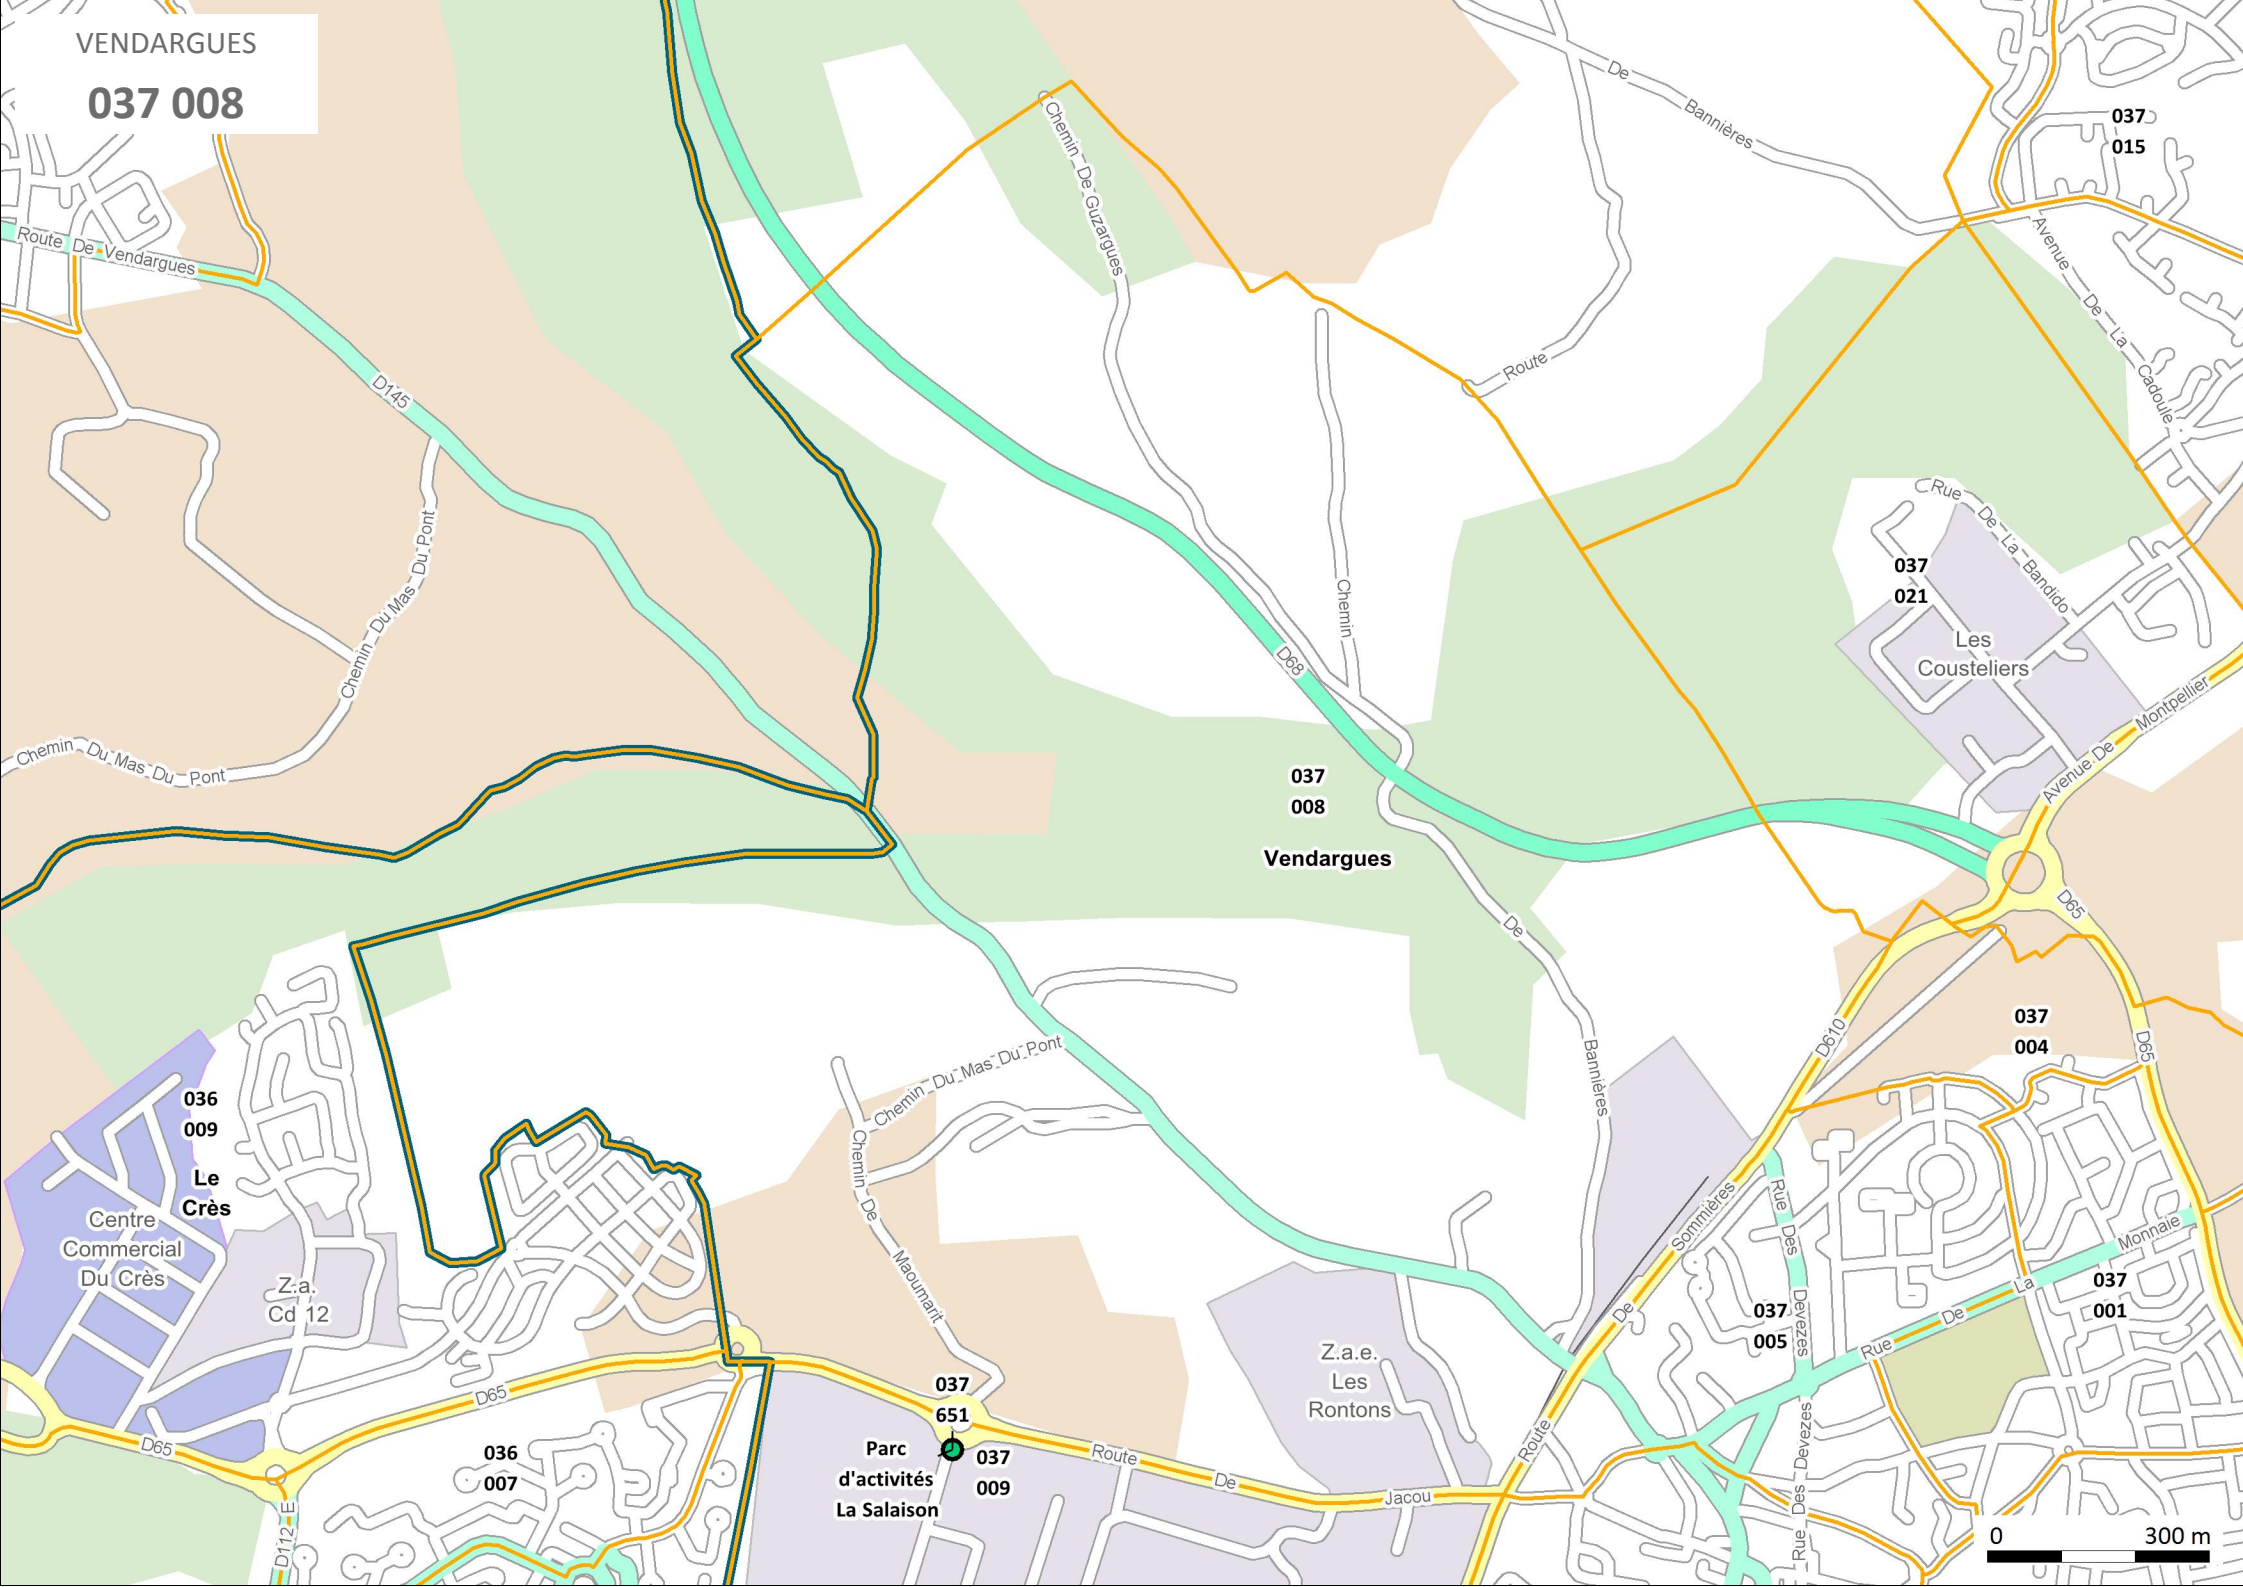 VENDARGUES
037 008
De
Bannières
037
015
Chemin De Guzargues
Route De Vendargues
Avenue De La Cadoule
D145
Route
Rue De La Bandido
Chemin Du Mas Du Pont
037
021
Chemin
Les
Cousteliers
D68
Avenue De Montpellier
Chemin Du Mas Du Pont
037
008
Vendargues
D65
De
Bannières
037
004
D610
D65
Chemin Du Mas Du Pont
036
009
Le
Crès
Centre
Commercial
Du Crès
Chemin De Maoumarit
Rue Des Devezes
Route De Sommières
Rue De La Monnaie
Z.a.
Cd 12
037
001
037
005
Z.a.e.
Les
Rontons
D65
037
651
D65
036
007
Parc
d'activités
La Salaison
037
009
Route De Jacou
Rue Des Devezes
D112 E
0 300 m